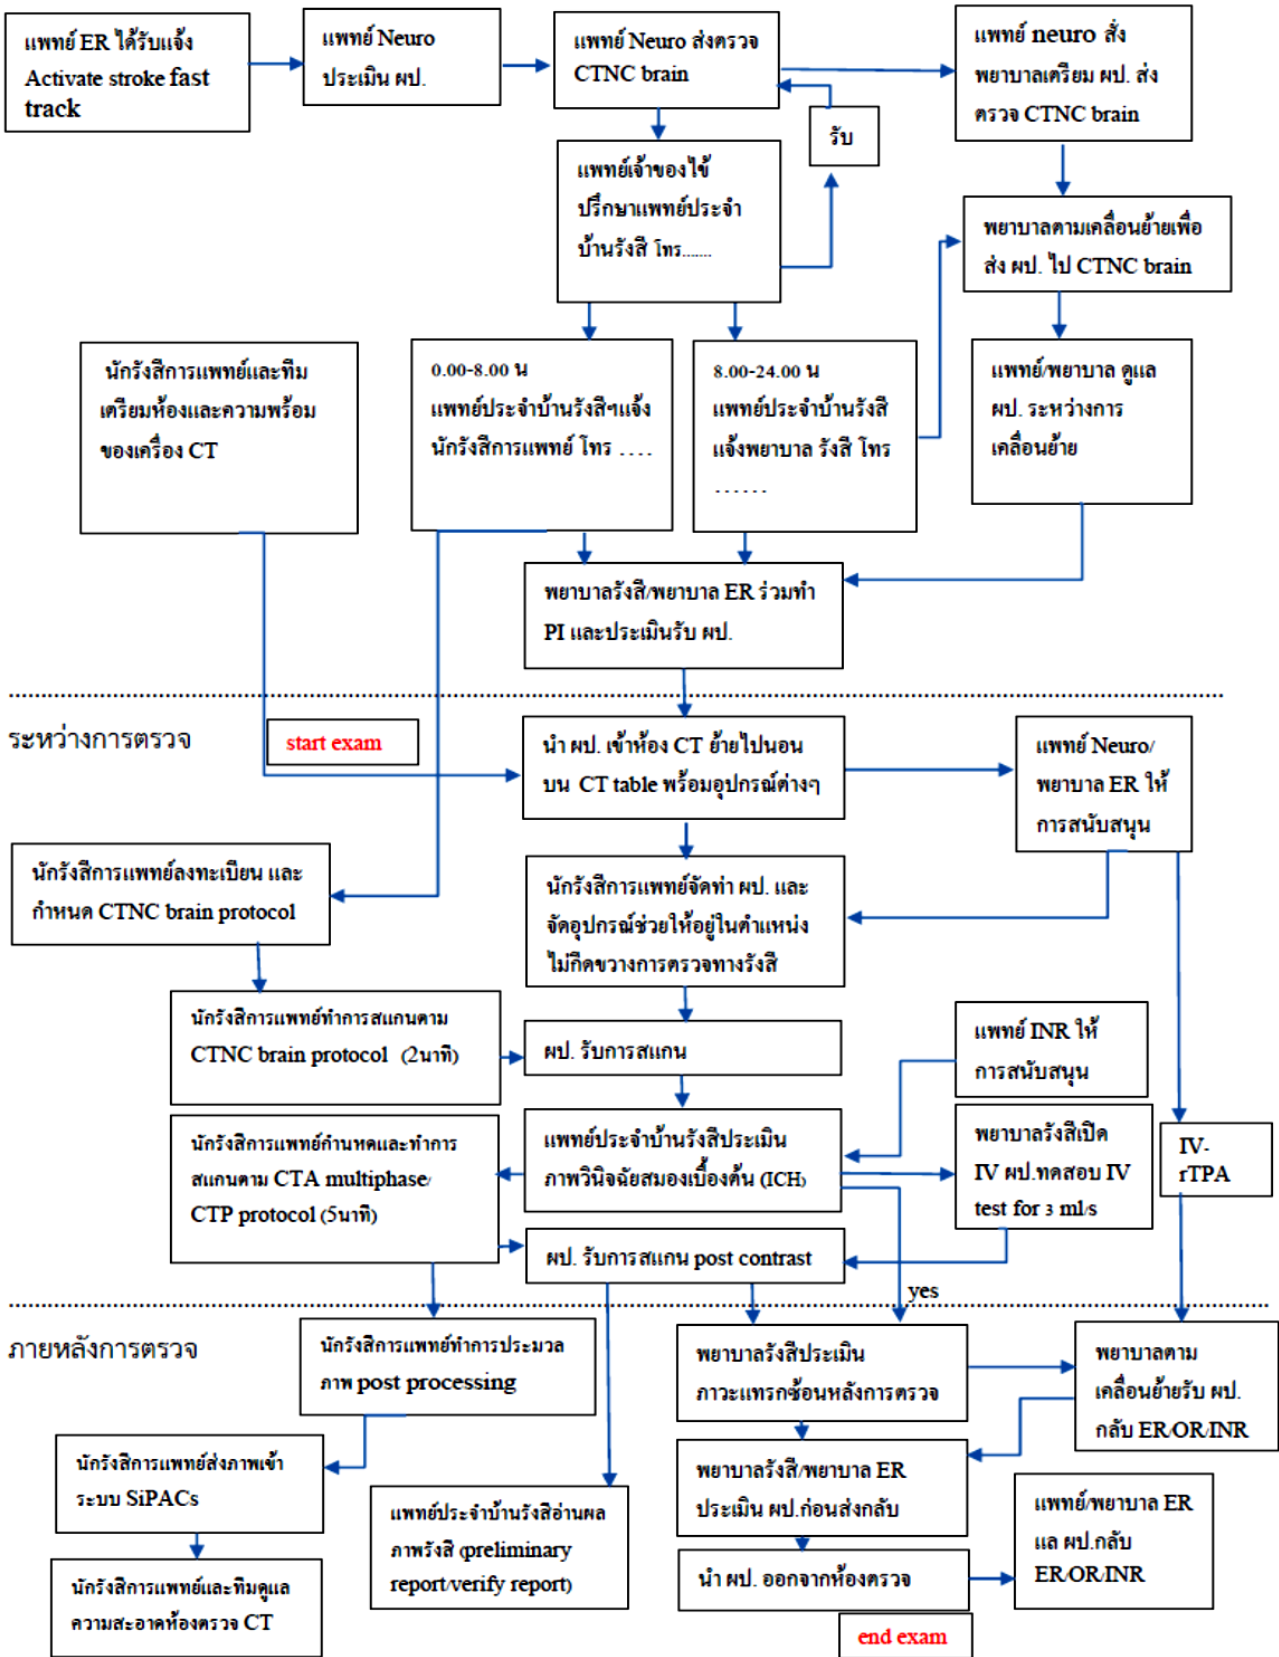 แพทย์ ER ได้รับแจ้ง
Activate stroke fast
track
แพทย์ Neuro
ประเมิน ผป.
แพทย์ Neuro ส่งตรวจ
CTNC brain
แพทย์ neuro สั่ง
พยาบาลเตรียม ผป. ส่ง
ตรวจ CTNC brain
รับ
แพทย์เจ้าของไข้
ปรึกษาแพทย์ประจำ
บ้านรังสี โทร.......
พยาบาลตามเคลื่อนย้ายเพื่อ
ส่ง ผป. ไป CTNC brain
นักรังสีการแพทย์และทีม
เตรียมห้องและความพร้อม
ของเครื่อง CT
0.00-8.00 น
แพทย์ประจำบ้านรังสีฯแจ้ง
นักรังสีการแพทย์ โทร ....
8.00-24.00 น
แพทย์ประจำบ้านรังสี
แจ้งพยาบาล รังสี โทร
......
แพทย์/พยาบาล ดูแล
ผป. ระหว่างการ
เคลื่อนย้าย
พยาบาลรังสี/พยาบาล ER ร่วมทำ
PI และประเมินรับ ผป.
ระหว่างการตรวจ
start exam
นำ ผป. เข้าห้อง CT ย้ายไปนอน
บน CT table พร้อมอุปกรณ์ต่างๆ
แพทย์ Neuro/
พยาบาล ER ให้
การสนับสนุน
นักรังสีการแพทย์ลงทะเบียน และ
กำหนด CTNC brain protocol
นักรังสีการแพทย์จัดท่า ผป. และ
จัดอุปกรณ์ช่วยให้อยู่ในตำแหน่ง
ไม่กีดขวางการตรวจทางรังสี
นักรังสีการแพทย์ทำการสแกนตาม
CTNC brain protocol (2นาที)
ผป. รับการสแกน
แพทย์ INR ให้
การสนับสนุน
นักรังสีการแพทย์กำนหดและทำการ
สแกนตาม CTA multiphase/
CTP protocol (5นาที)
แพทย์ประจำบ้านรังสีประเมิน
ภาพวินิจฉัยสมองเบื้องต้น (ICH)
พยาบาลรังสีเปิด
IV ผป.ทดสอบ IV
test for 3 ml/s
IV-
rTPA
ผป. รับการสแกน post contrast
yes
ภายหลังการตรวจ
นักรังสีการแพทย์ทำการประมวล
ภาพ post processing
พยาบาลรังสีประเมิน
ภาวะแทรกซ้อนหลังการตรวจ
พยาบาลตาม
เคลื่อนย้ายรับ ผป.
กลับ ER/OR/INR
นักรังสีการแพทย์ส่งภาพเข้า
ระบบ SiPACs
แพทย์ประจำบ้านรังสีอ่านผล
ภาพรังสี (preliminary
report/verify report)
พยาบาลรังสี/พยาบาล ER
ประเมิน ผป.ก่อนส่งกลับ
แพทย์/พยาบาล ER
แล ผป.กลับ
ER/OR/INR
นักรังสีการแพทย์และทีมดูแล
ความสะอาดห้องตรวจ CT
นำ ผป. ออกจากห้องตรวจ
end exam